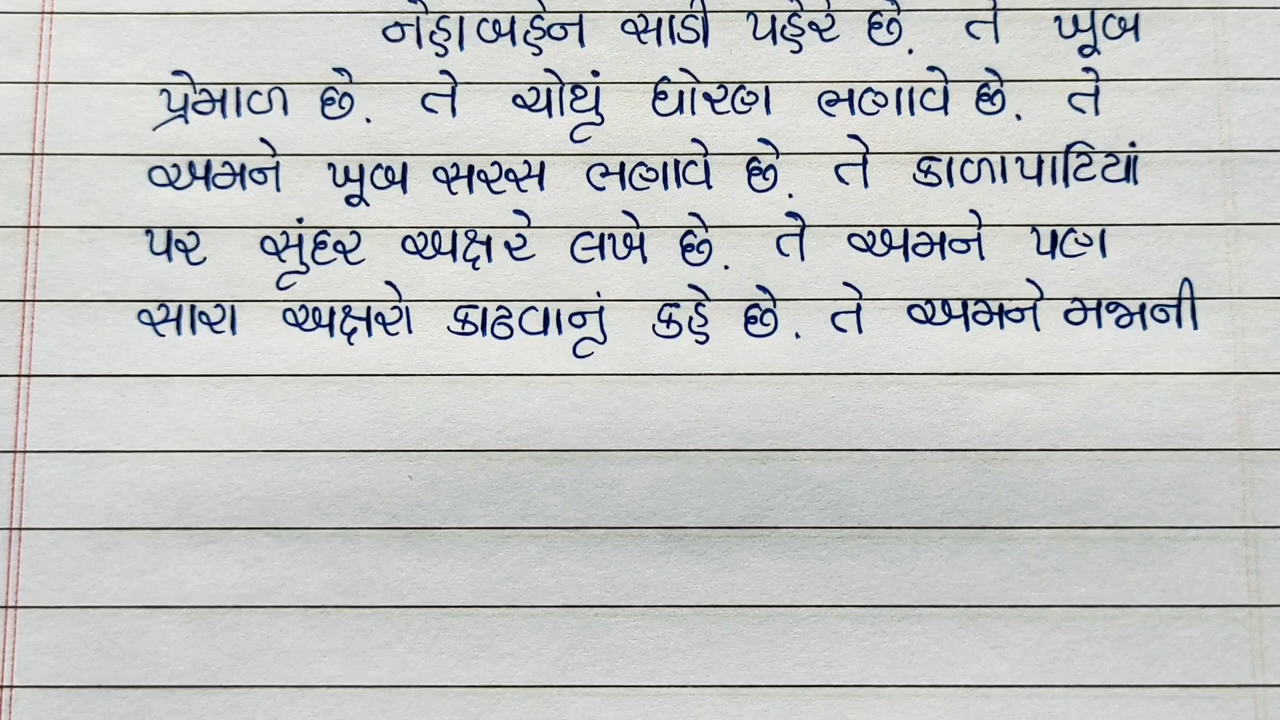 નેહાબહેન સાડી પહેરે છે. તે ખૂબ
પ્રેમાળ છે. તે ચોથું ધોરણ ભણાવે છે. તે
અમને ખૂબ સરસ ભણાવે છે. તે કાળાપાટિયાં
પર સુંદર અક્ષરે લખે છે. તે અમને પણ
સારા અક્ષરો કાઢવાનું કહે છે. તે અમને મજાની